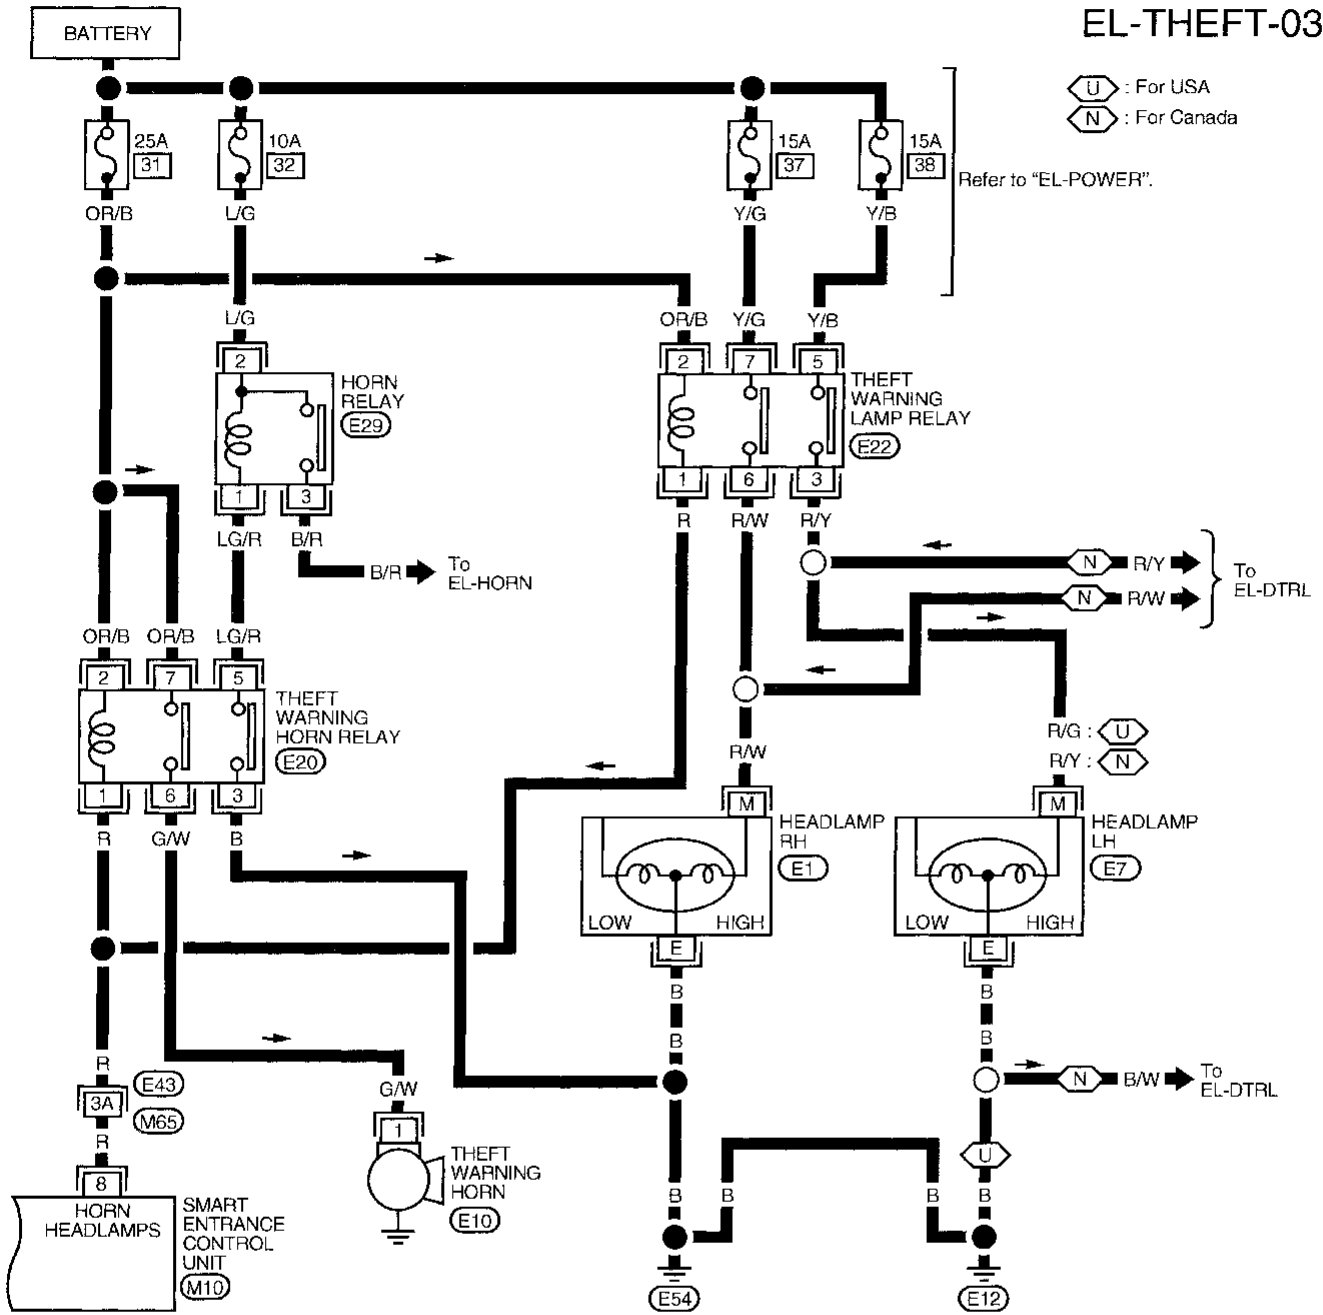 EL-THEFT-03
BATTERY
U : For USA
N : For Canada
25A
31
10A
32
15A
37
15A
38
Refer to "EL-POWER".
OR/B
L/G
Y/G
Y/B
L/G
OR/B
Y/G
Y/B
2
2
7
5
HORN
RELAY
E29
THEFT
WARNING
LAMP RELAY
E22
1
3
1
6
3
LG/R
B/R
R
R/W
R/Y
B/R
To
EL-HORN
N
R/Y
N
R/W
To
EL-DTRL
OR/B
OR/B
LG/R
2
7
5
THEFT
WARNING
HORN RELAY
E20
1
6
3
R
G/W
B
R/W
R/G : U
R/Y : N
M
HEADLAMP
RH
E1
M
HEADLAMP
LH
E7
LOW
HIGH
LOW
HIGH
E
E
B
B
B
B
N
B/W
To
EL-DTRL
R
E43
3A
M65
R
G/W
1
THEFT
WARNING
HORN
E10
U
8
HORN
HEADLAMPS
SMART
ENTRANCE
CONTROL
UNIT
M10
B
B
B
B
E54
E12